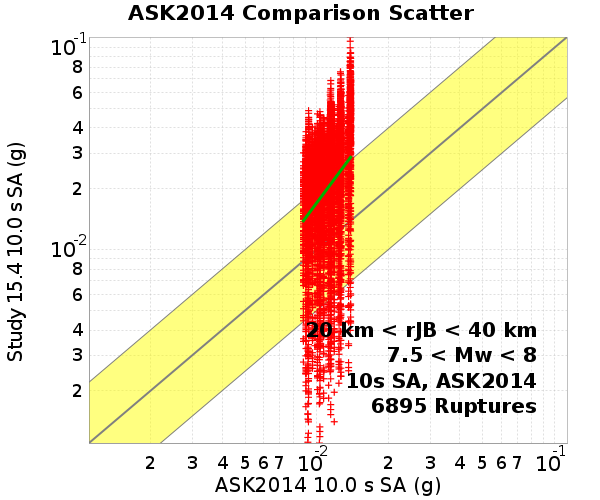 ASK2014 Comparison Scatter
10-1
8
6
4
3
2
10-2
8
6
4
3
2
Study 15.4 10.0 s SA (g)
20 km < rJB < 40 km
7.5 < Mw < 8
10s SA, ASK2014
6895 Ruptures
2 3 4 5 6 7 10-2 2 3 4 5 6 7 10-1
ASK2014 10.0 s SA (g)